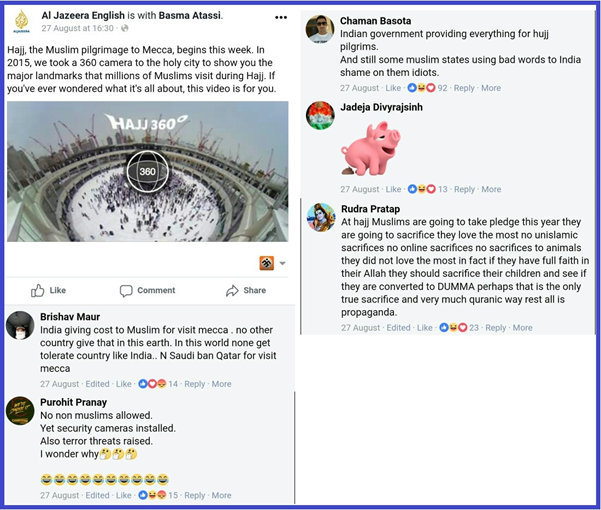 Al Jazeera English is with Basma Atassi.
27 August at 16:30 ·
Hajj, the Muslim pilgrimage to Mecca, begins this week. In
2015, we took a 360 camera to the holy city to show you the
major landmarks that millions of Muslims visit during Hajj. If
you've ever wondered what it's all about, this video is for you.
HAJJ 360°
360
Like Comment Share
Brishav Maur
India giving cost to Muslim for visit mecca . no other
country give that in this earth. In this world none get
tolerate country like India.. N Saudi ban Qatar for visit
mecca
27 August · Edited · Like · 14 · Reply · More
Purohit Pranay
No non muslims allowed.
Yet security cameras installed.
Also terror threats raised.
I wonder why🤔🤔🤔
😂😂😂😂😂😂😂😂😂😂
27 August · Edited · Like · 15 · Reply · More
Chaman Basota
Indian government providing everything for hujj
pilgrims.
And still some muslim states using bad words to India
shame on them idiots.
27 August · Like · 92 · Reply · More
Jadeja Divyrajsinh
27 August · Like · 13 · Reply · More
Rudra Pratap
At hajj Muslims are going to take pledge this year they
are going to sacrifice they love the most no unislamic
sacrifices no online sacrifices no sacrifices to animals
they did not love the most in fact if they have full faith in
their Allah they should sacrifice their children and see if
they are converted to DUMMA perhaps that is the only
true sacrifice and very much quranic way rest all is
propaganda.
27 August · Edited · Like · 23 · Reply · More